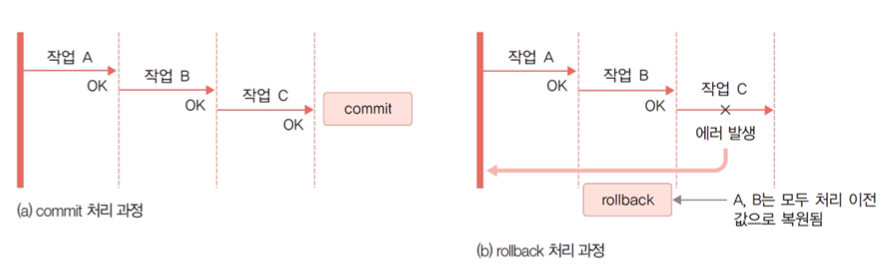 작업 A
OK
작업 B
OK
작업 C
OK
commit
(a) commit 처리 과정
작업 A
OK
작업 B
OK
작업 C
에러 발생
rollback
A, B는 모두 처리 이전
값으로 복원됨
(b) rollback 처리 과정